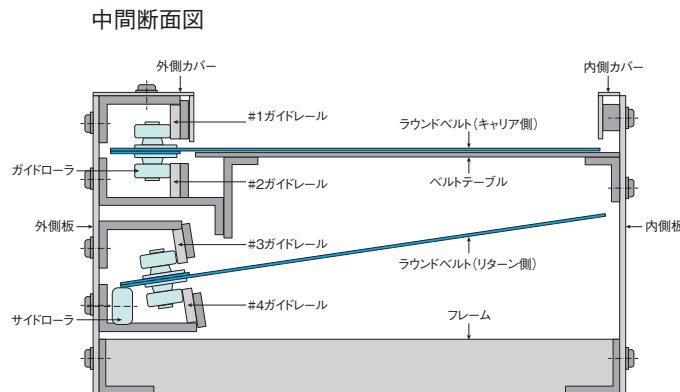 中間断面図
外側カバー
内側カバー
#1ガイドレール
ラウンドベルト(キャリア側)
ガイドローラ
#2ガイドレール
ベルトテーブル
外側板
#3ガイドレール
内側板
ラウンドベルト(リターン側)
#4ガイドレール
サイドローラ
フレーム